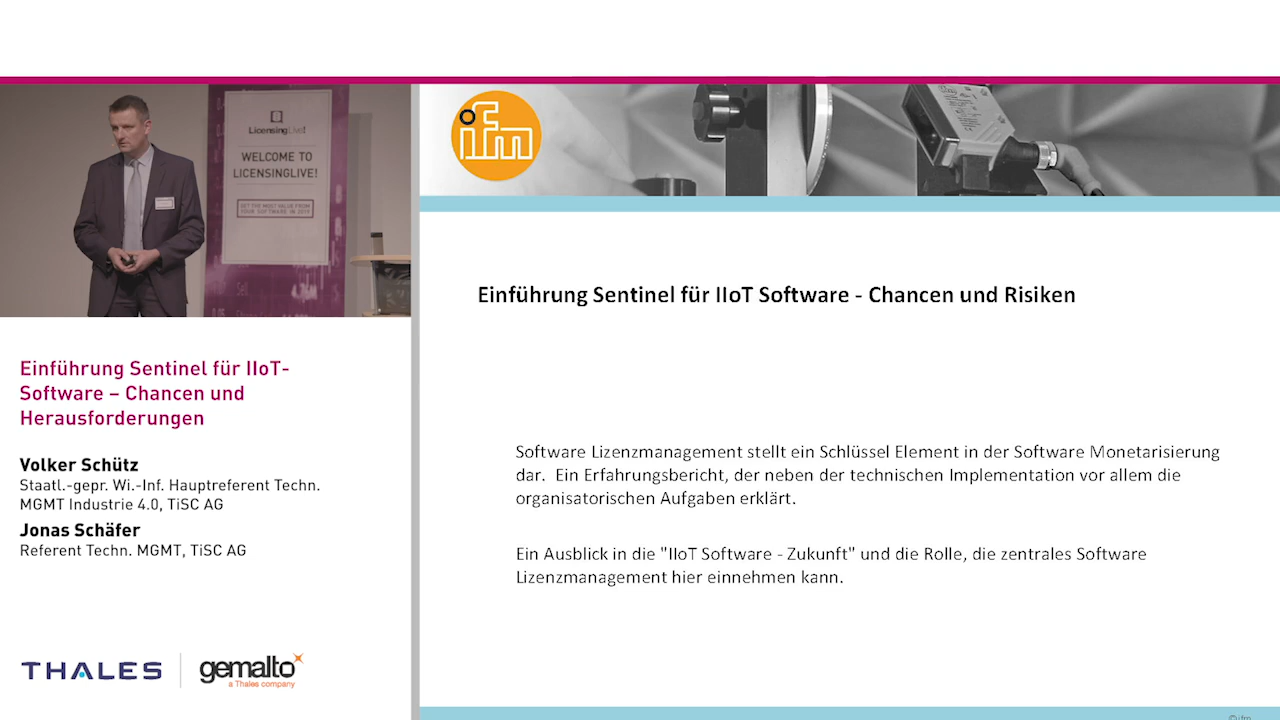 LicensingLive!
WELCOME TO
LICENSINGLIVE!
GET THE MOST VALUE FROM
YOUR SOFTWARE IN 2019
Einführung Sentinel für IIoT-
Software – Chancen und
Herausforderungen
Volker Schütz
Staatl.-gepr. Wi.-Inf. Hauptreferent Techn.
MGMT Industrie 4.0, TiSC AG
Jonas Schäfer
Referent Techn. MGMT, TiSC AG
THALES
gemalto
a Thales company
ifm
Einführung Sentinel für IIoT Software - Chancen und Risiken
Software Lizenzmanagement stellt ein Schlüssel Element in der Software Monetarisierung
dar. Ein Erfahrungsbericht, der neben der technischen Implementation vor allem die
organisatorischen Aufgaben erklärt.
Ein Ausblick in die "IIoT Software - Zukunft" und die Rolle, die zentrales Software
Lizenzmanagement hier einnehmen kann.
© ifm